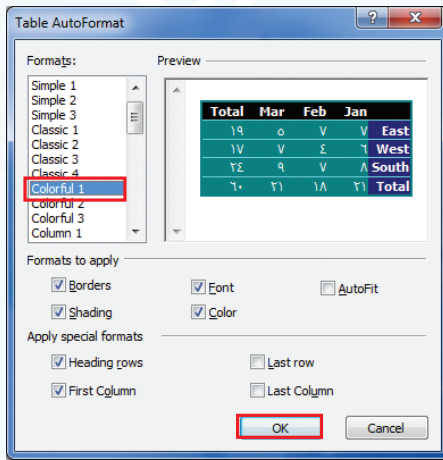 Table AutoFormat
Formats:
Preview
Simple 1
Simple 2
Simple 3
Classic 1
Classic 2
Classic 3
Classic 4
Colorful 1
Colorful 2
Colorful 3
Column 1
Total Mar Feb Jan
١٩ ٥ ٧ ٧ East
١٧ ٧ ٤ ٦ West
٢٤ ٩ ٧ ٨ South
٦٠ ٢١ ١٨ ٢١ Total
Formats to apply
Borders Font AutoFit
Shading Color
Apply special formats
Heading rows Last row
First Column Last Column
OK Cancel